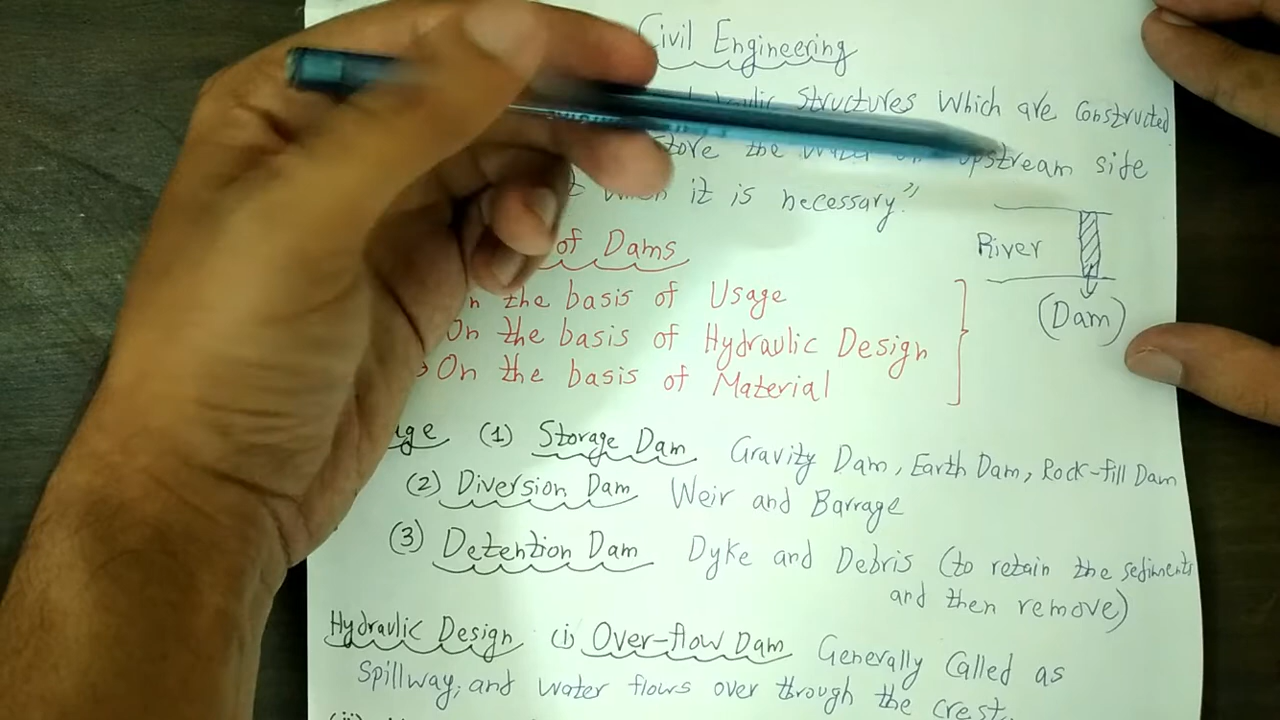 Civil Engineering
Structures Which are Constructed
the upstream site
it is necessary."
of Dams
River
the basis of Usage
(Dam)
On the basis of Hydraulic Design
On the basis of Material
(1) Storage Dam Gravity Dam, Earth Dam, Rock-fill Dam
(2) Diversion Dam Weir and Barrage
(3) Detention Dam Dyke and Debris (to retain the sediments
and then remove)
Hydraulic Design (i) Over-flow Dam Generally Called as
Spillway, and water flows over through the crest.